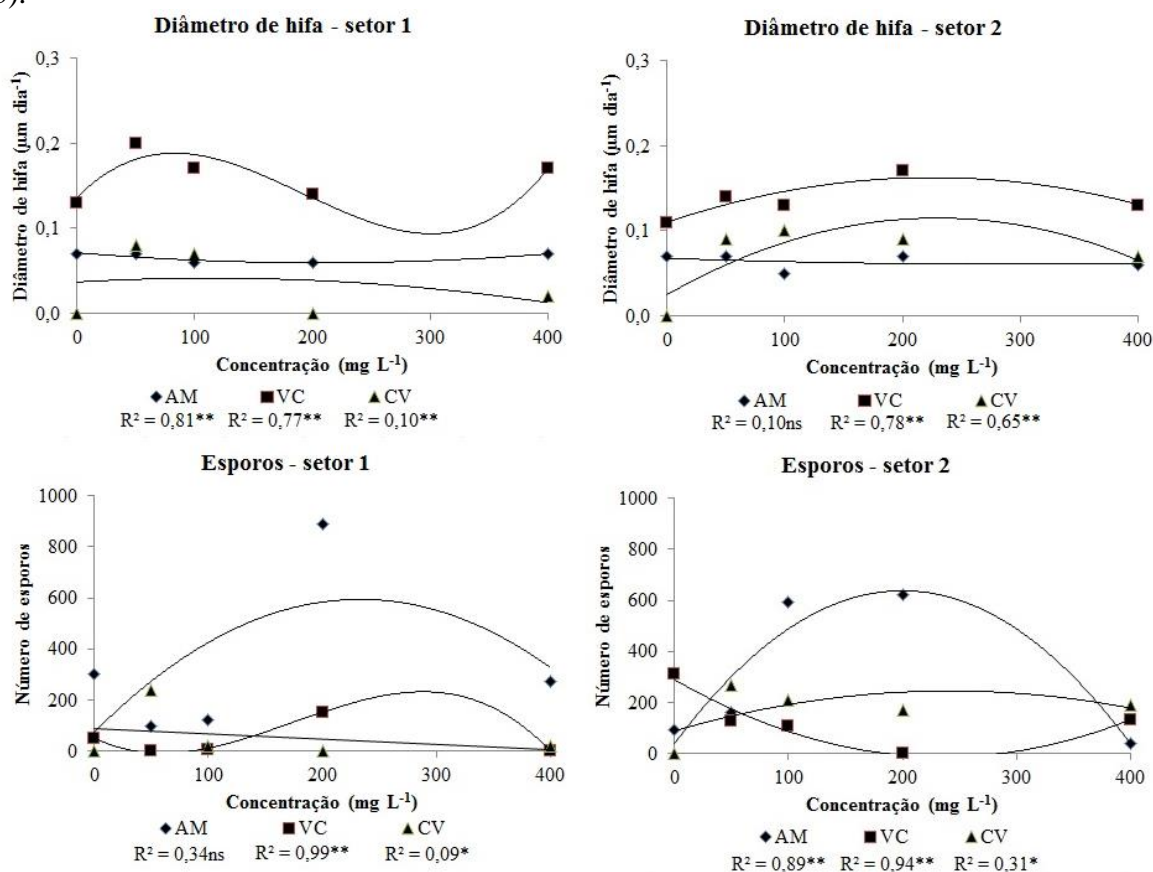 Diâmetro de hifa - setor 1
Diâmetro de hifa (µm dia⁻¹)
0,3
0,2
0,1
0,0
0 100 200 300 400
Concentração (mg L⁻¹)
AM VC CV
R² = 0,81** R² = 0,77** R² = 0,10**
Diâmetro de hifa - setor 2
Diâmetro de hifa (µm dia⁻¹)
0,3
0,2
0,1
0,0
0 100 200 300 400
Concentração (mg L⁻¹)
AM VC CV
R² = 0,10ns R² = 0,78** R² = 0,65**
Esporos - setor 1
Número de esporos
1000
800
600
400
200
0
0 100 200 300 400
Concentração (mg L⁻¹)
AM VC CV
R² = 0,34ns R² = 0,99** R² = 0,09*
Esporos - setor 2
Número de esporos
1000
800
600
400
200
0
0 100 200 300 400
Concentração (mg L⁻¹)
AM VC CV
R² = 0,89** R² = 0,94** R² = 0,31*